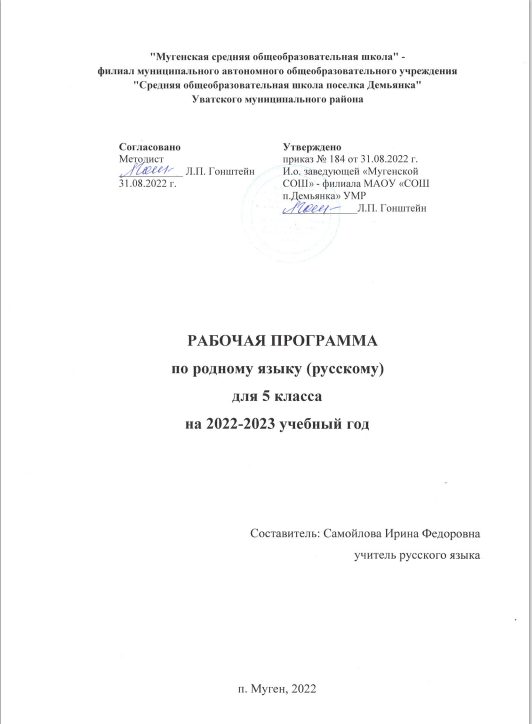 "Мугенская средняя общеобразовательная школа" -
филиал муниципального автономного общеобразовательного учреждения
"Средняя общеобразовательная школа поселка Демьянка"
Уватского муниципального района
Согласовано
Методист
____________ Л.П. Гонштейн
31.08.2022 г.
Утверждено
приказ № 184 от 31.08.2022 г.
И.о. заведующей «Мугенской
СОШ» - филиала МАОУ «СОШ
п.Демьянка» УМР
______________Л.П. Гонштейн
РАБОЧАЯ ПРОГРАММА
по родному языку (русскому)
для 5 класса
на 2022-2023 учебный год
Составитель: Самойлова Ирина Федоровна
учитель русского языка
п. Муген, 2022